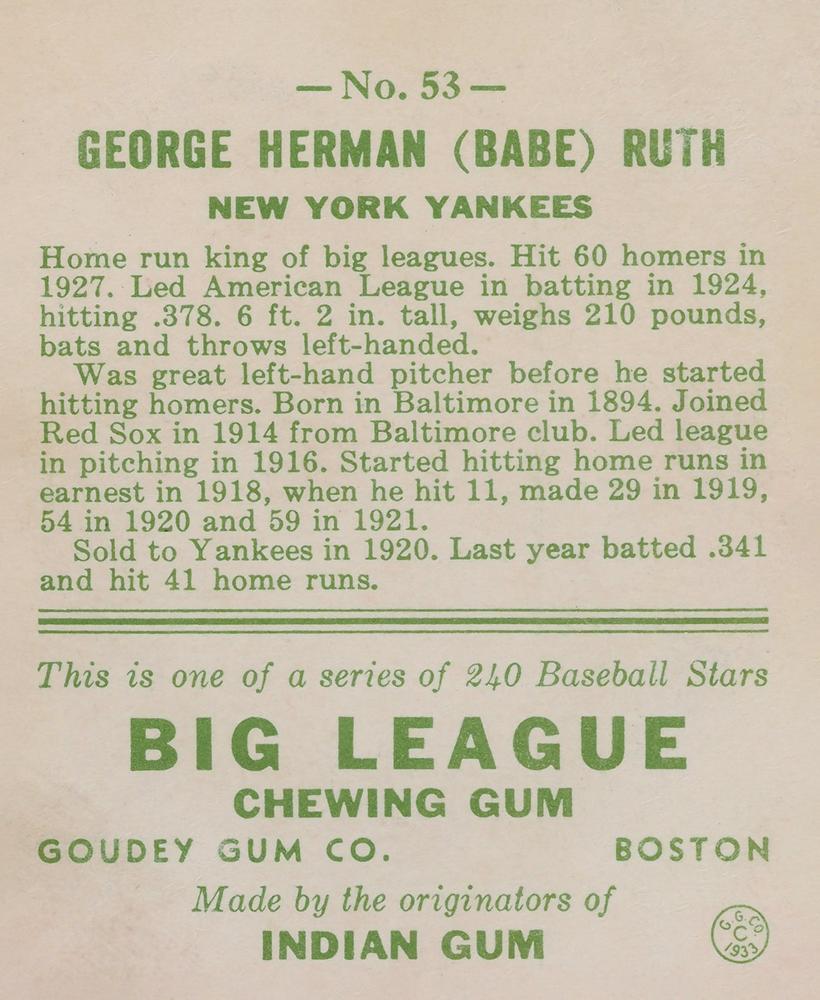 — No. 53 —
GEORGE HERMAN (BABE) RUTH
NEW YORK YANKEES
Home run king of big leagues. Hit 60 homers in
1927. Led American League in batting in 1924,
hitting .378. 6 ft. 2 in. tall, weighs 210 pounds,
bats and throws left-handed.
Was great left-hand pitcher before he started
hitting homers. Born in Baltimore in 1894. Joined
Red Sox in 1914 from Baltimore club. Led league
in pitching in 1916. Started hitting home runs in
earnest in 1918, when he hit 11, made 29 in 1919,
54 in 1920 and 59 in 1921.
Sold to Yankees in 1920. Last year batted .341
and hit 41 home runs.
This is one of a series of 240 Baseball Stars
BIG LEAGUE
CHEWING GUM
GOUDEY GUM CO. BOSTON
Made by the originators of
INDIAN GUM
G. G. CO.
C
1933